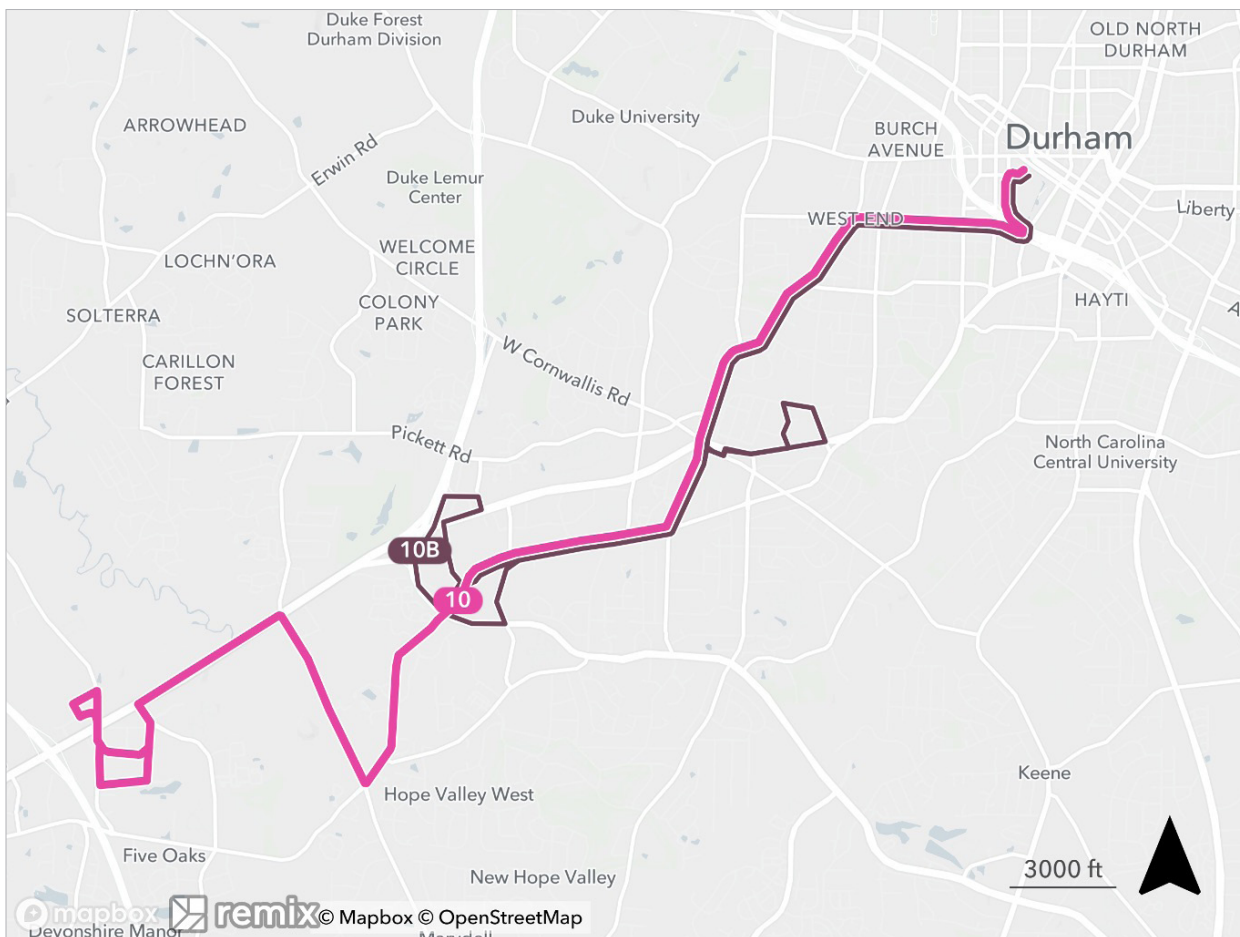 Duke Forest
Durham Division
OLD NORTH
DURHAM
ARROWHEAD
Duke University
BURCH
AVENUE
Durham
Erwin Rd
Duke Lemur
Center
WEST END
Liberty
WELCOME
CIRCLE
LOCHN'ORA
COLONY
PARK
HAYTI
SOLTERRA
CARILLON
FOREST
W Cornwallis Rd
Pickett Rd
North Carolina
Central University
10B
10
Keene
Hope Valley West
Five Oaks
New Hope Valley
3000 ft
mapbox
remix
© Mapbox © OpenStreetMap
Devonshire Manor